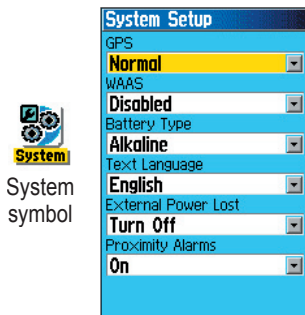 System Setup
GPS
Normal
WAAS
Disabled
Battery Type
Alkaline
Text Language
English
External Power Lost
Turn Off
Proximity Alarms
On
System
System
symbol